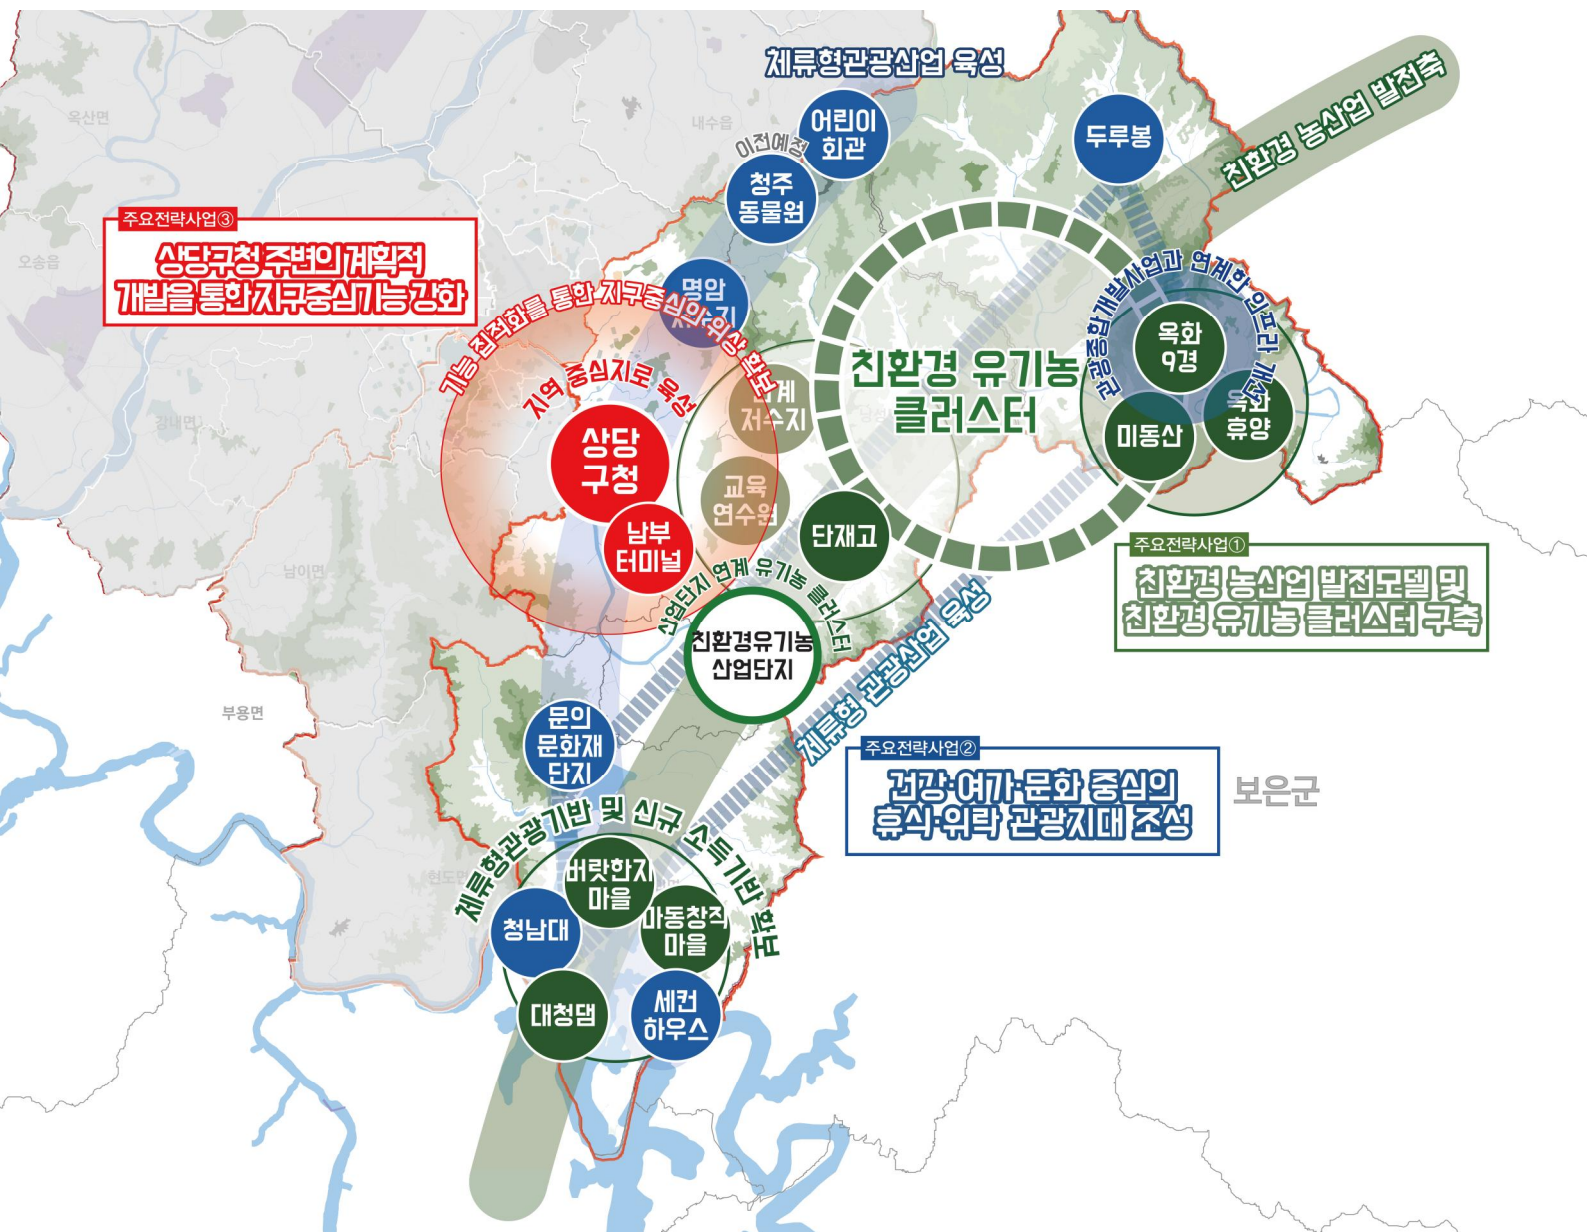 체류형관광산업 육성
어린이
회관
이전예정
청주
동물원
두루봉
친환경 농산업 발전축
옥산면
내수읍
오송읍
강내면
남이면
부용면
현도면
보은군
주요전략사업③
상당구청 주변의 계획적
개발을 통한 지구중심기능 강화
기능 집적화를 통한 지구중심의 위상 확보
지역 중심지로 육성
명암
상당
구청
남부
터미널
저수지
교육
연수원
단재고
친환경 유기농
클러스터
관광종합개발사업과 연계한 인프라 개선
옥화
9경
미동산
옥화
휴양
산업단지 연계 유기농 클러스터
친환경유기농
산업단지
주요전략사업①
친환경 농산업 발전모델 및
친환경 유기농 클러스터 구축
체류형 관광산업 육성
주요전략사업②
건강·여가·문화 중심의
휴식·위락 관광지대 조성
문의
문화재
단지
체류형관광기반 및 신규 소득기반 확보
벼랏한지
마을
청남대
마동창작
마을
대청댐
세컨
하우스